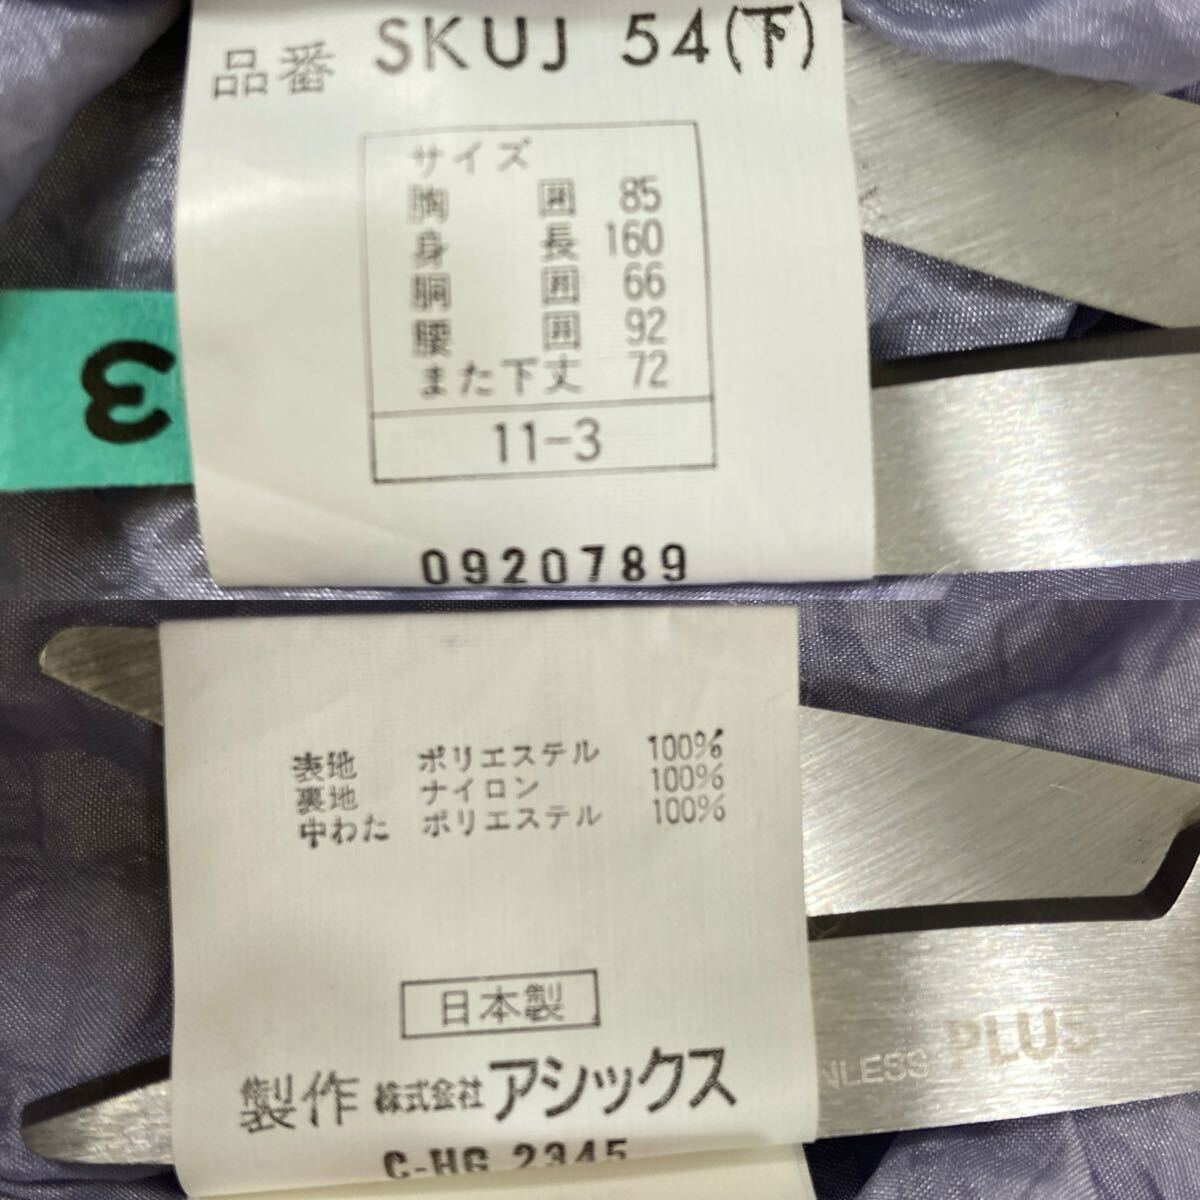 品番 SKUJ 54(下)
サイズ
胸 囲 85
身 長 160
胴 囲 66
腰 囲 92
また下丈 72
11-3
3
0920789
表地 ポリエステル 100%
裏地 ナイロン 100%
中わた ポリエステル 100%
日本製
製作 株式会社 アシックス
C-HG 2345
PLUS